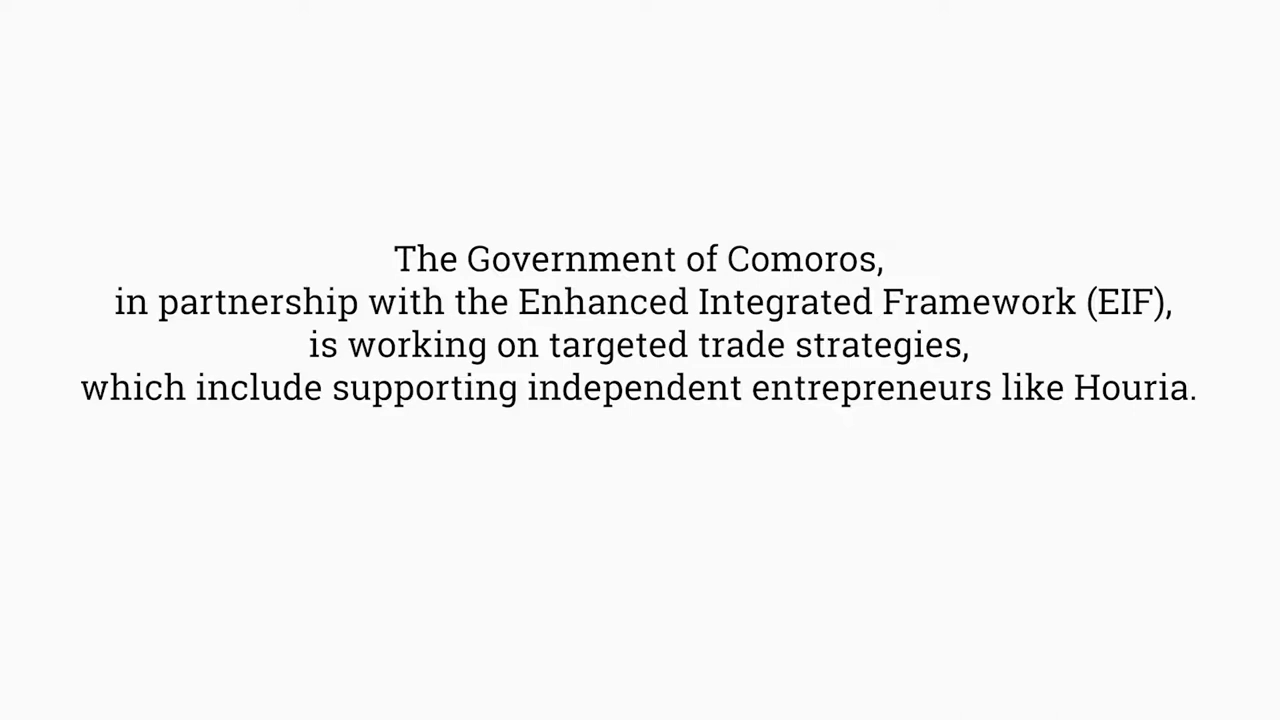 The Government of Comoros,
in partnership with the Enhanced Integrated Framework (EIF),
is working on targeted trade strategies,
which include supporting independent entrepreneurs like Houria.